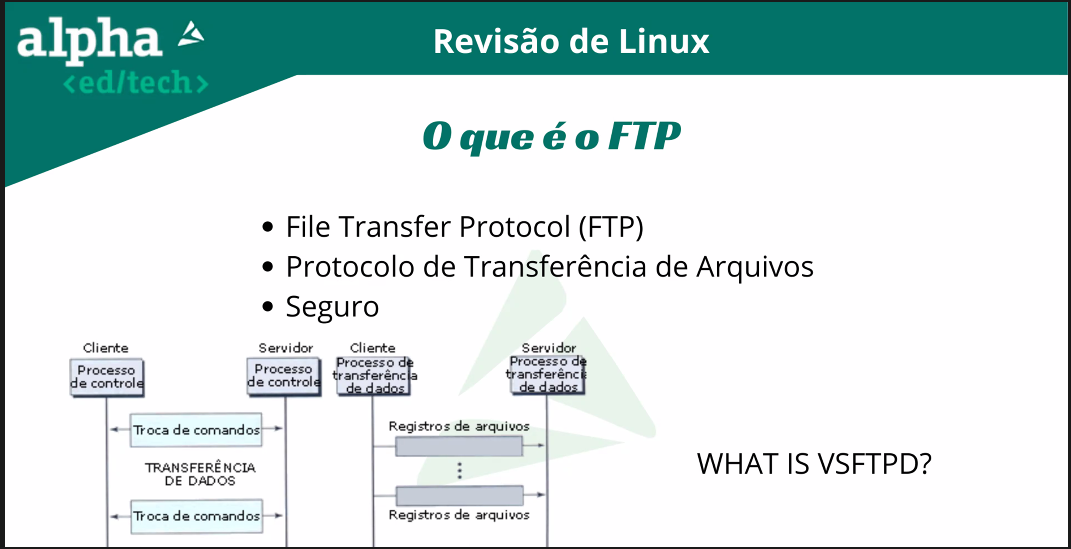 alpha
<ed/tech>
Revisão de Linux
O que é o FTP
File Transfer Protocol (FTP)
Protocolo de Transferência de Arquivos
Seguro
Cliente
Processo
de controle
Servidor
Processo
de controle
Troca de comandos
TRANSFERÊNCIA
DE DADOS
Troca de comandos
Cliente
Processo de
transferência
de dados
Servidor
Processo de
transferência
de dados
Registros de arquivos
Registros de arquivos
WHAT IS VSFTPD?